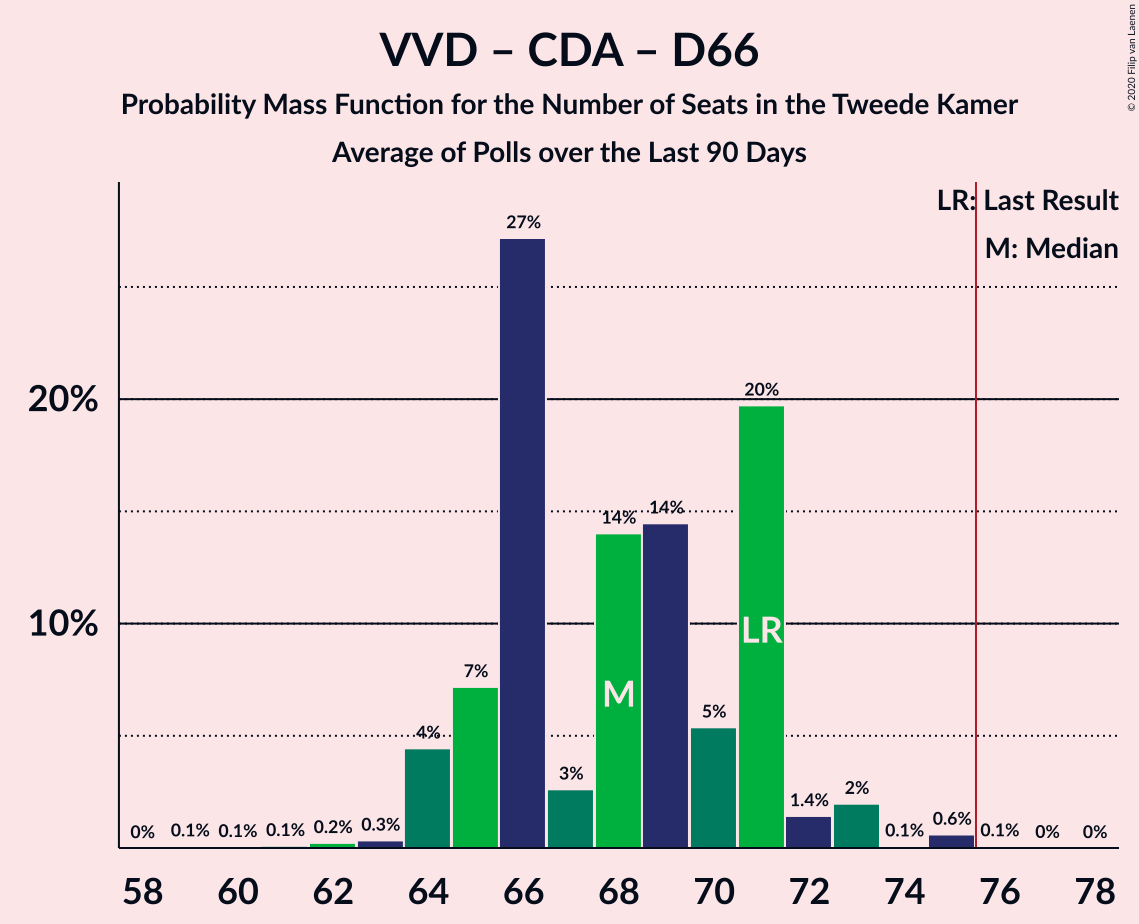 VVD – CDA – D66
Probability Mass Function for the Number of Seats in the Tweede Kamer
Average of Polls over the Last 90 Days
© 2020 Filip van Laenen
LR: Last Result
M: Median
20%
10%
0% 0.1% 0.1% 0.1% 0.2% 0.3% 4% 7% 27% 3% 14% 14% 5% 20% 1.4% 2% 0.1% 0.6% 0.1% 0% 0%
M
LR
58 60 62 64 66 68 70 72 74 76 78